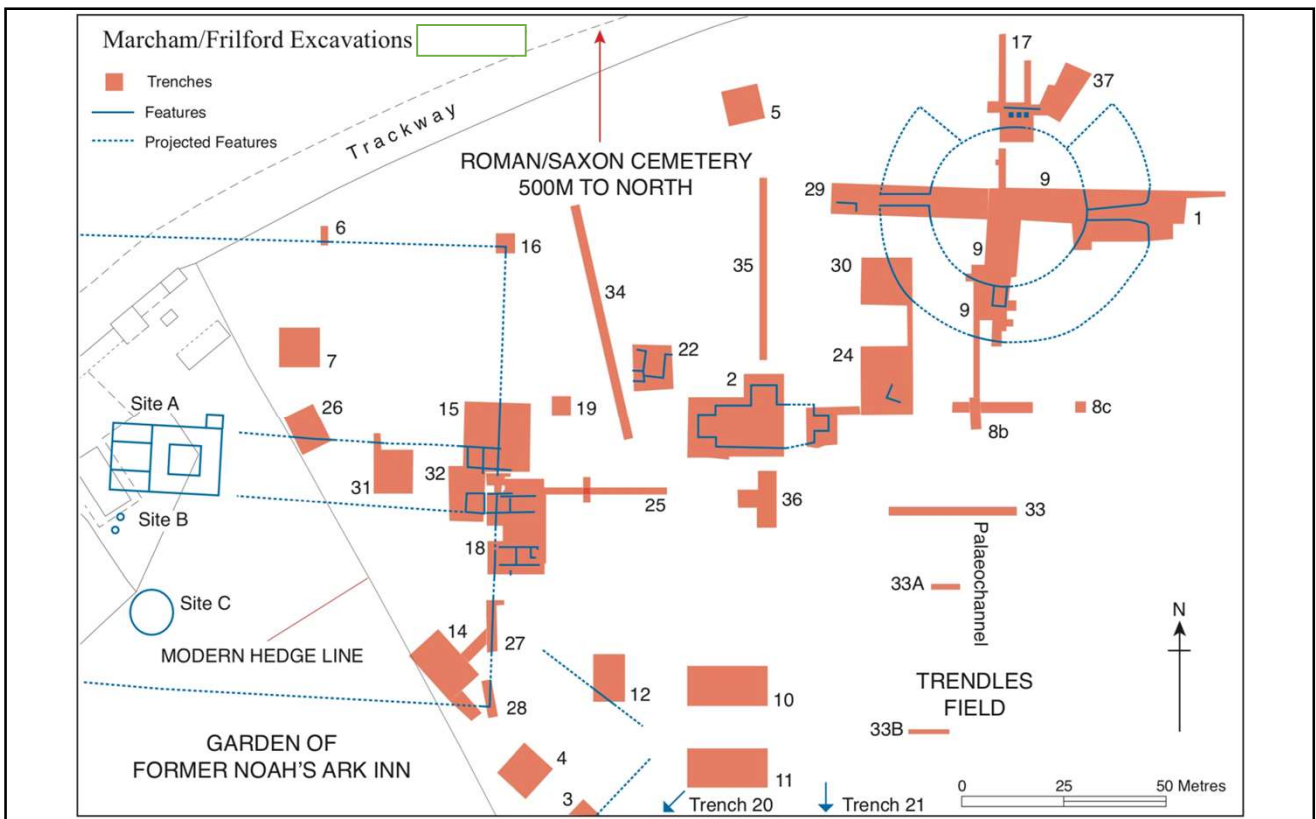 Marcham/Frilford Excavations
Trenches
Features
Projected Features
Trackway
ROMAN/SAXON CEMETERY
500M TO NORTH
17
37
5
9
29
1
6
16
35
30
9
34
9
7
22
24
2
Site A
26
15
19
8c
8b
31
32
25
36
33
Site B
18
Palaeochannel
33A
Site C
14
27
N
MODERN HEDGE LINE
12
10
TRENDLES
FIELD
28
33B
GARDEN OF
FORMER NOAH'S ARK INN
4
11
3
Trench 20
Trench 21
0
25
50 Metres